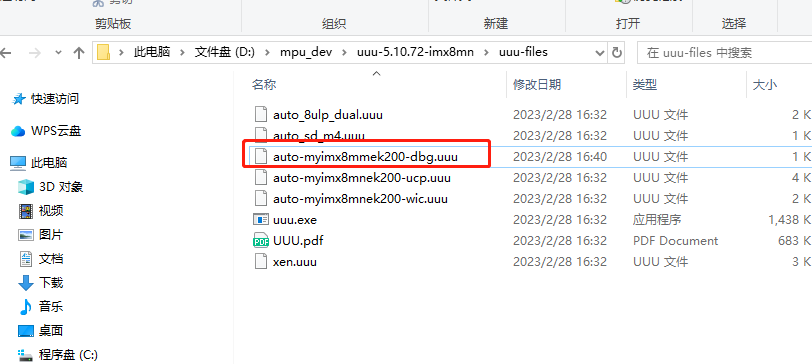 剪切
剪贴板
组织
新建
打开
选择
此电脑
文件盘 (D:)
mpu_dev
uuu-5.10.72-imx8mn
uuu-files
在 uuu-files 中搜索
名称 修改日期 类型 大小
快速访问
WPS云盘
此电脑
3D 对象
视频
图片
文档
下载
音乐
桌面
程序盘 (C:)
auto_8ulp_dual.uuu 2023/2/28 16:32 UUU 文件 2 K
auto_sd_m4.uuu 2023/2/28 16:32 UUU 文件 1 K
auto-myimx8mmek200-dbg.uuu 2023/2/28 16:40 UUU 文件 1 K
auto-myimx8mnek200-ucp.uuu 2023/2/28 16:32 UUU 文件 4 K
auto-myimx8mnek200-wic.uuu 2023/2/28 16:32 UUU 文件 2 K
uuu.exe 2023/2/28 16:32 应用程序 1,438 K
UUU.pdf 2023/2/28 16:32 PDF Document 683 K
xen.uuu 2023/2/28 16:32 UUU 文件 3 K